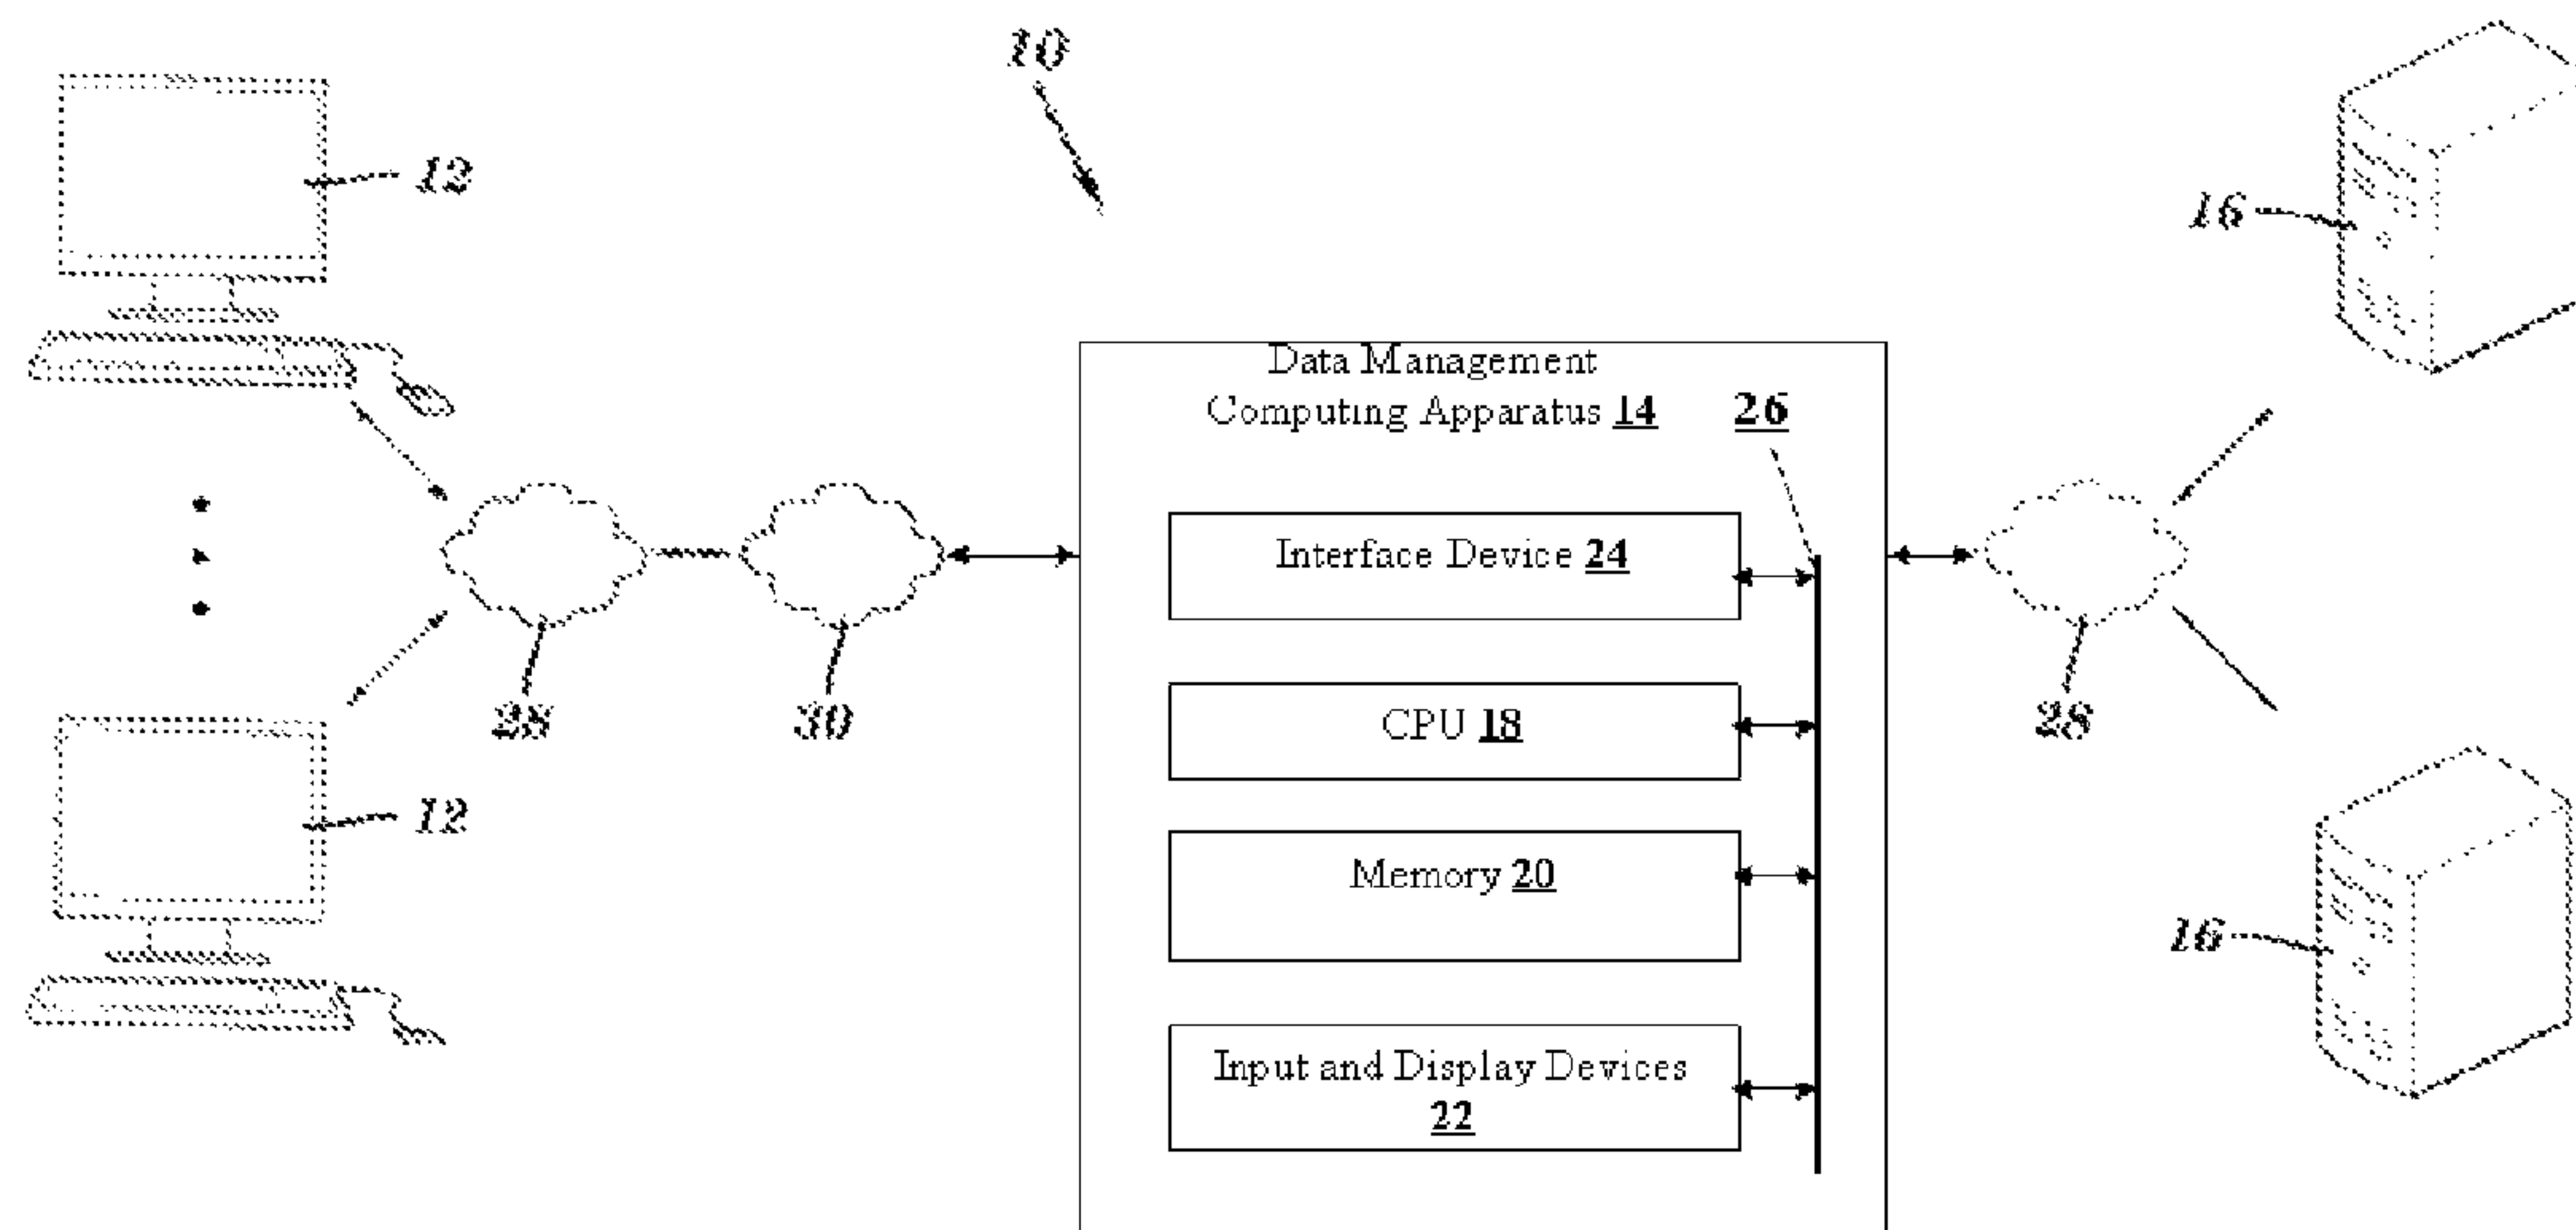 10
12
16
Data Management
Computing Apparatus 14 26
Interface Device 24
28
30
CPU 18
28
12
Memory 20
16
Input and Display Devices
22